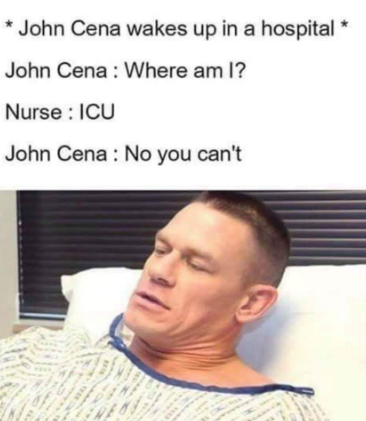 * John Cena wakes up in a hospital *
John Cena : Where am I?
Nurse : ICU
John Cena : No you can't